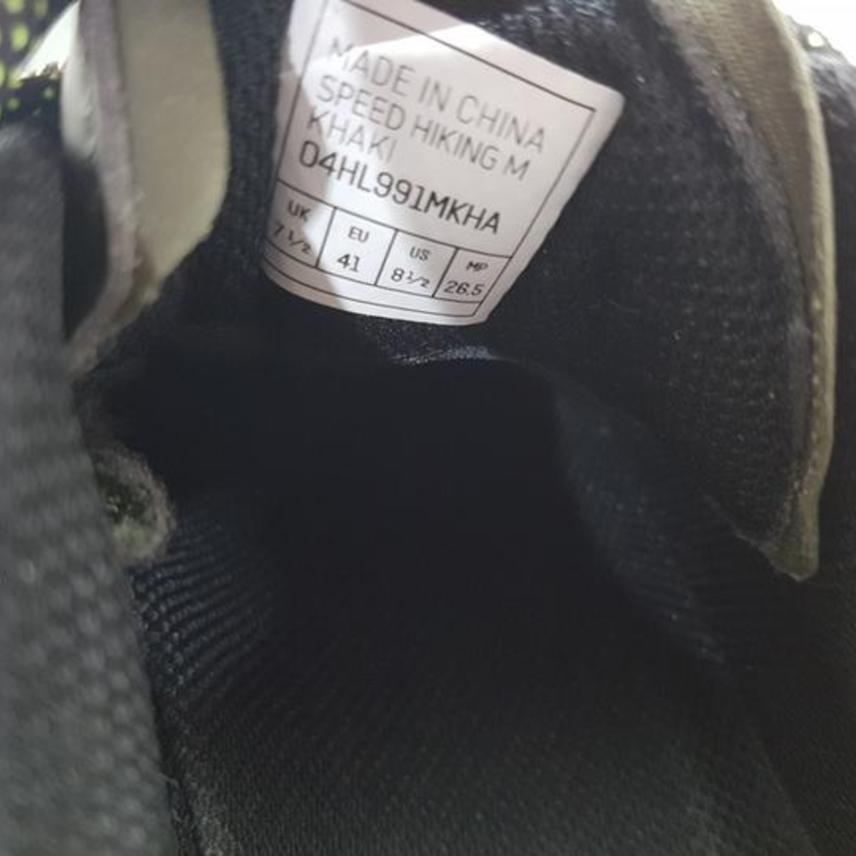 MADE IN CHINA
SPEED HIKING M
KHAKI
04HL991MKHA
UK EU US MP
7 1/2 41 8 1/2 26.5